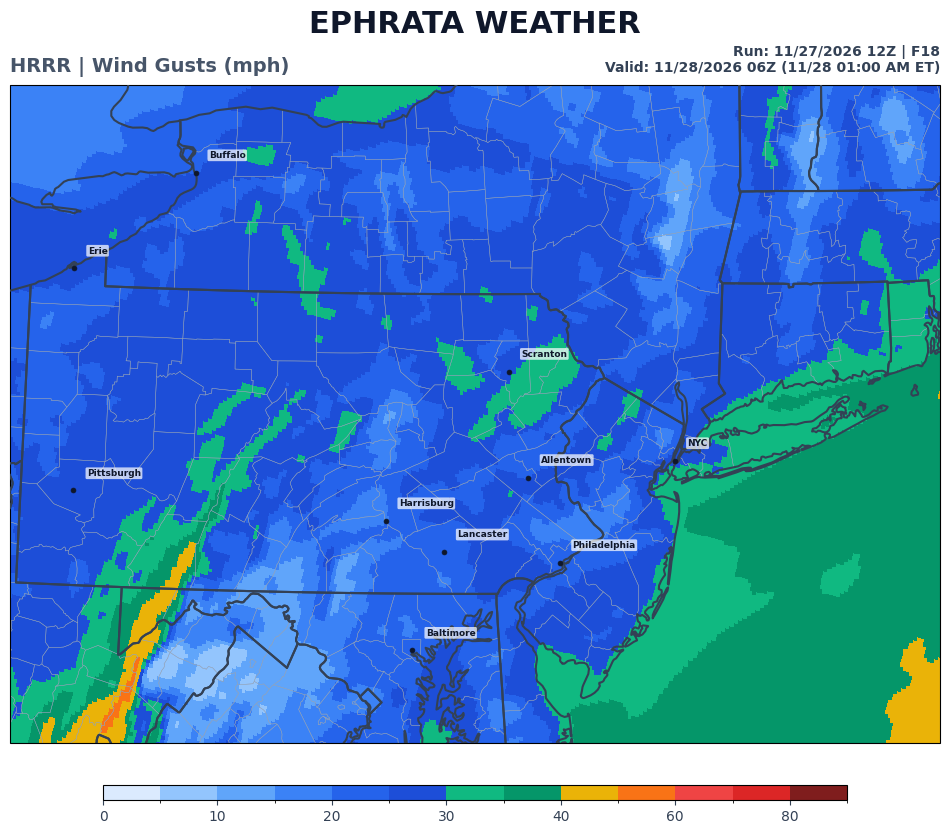 EPHRATA WEATHER
HRRR | Wind Gusts (mph)
Run: 11/27/2026 12Z | F18
Valid: 11/28/2026 06Z (11/28 01:00 AM ET)
Buffalo
Erie
Scranton
NYC
Allentown
Pittsburgh
Harrisburg
Lancaster
Philadelphia
Baltimore
0 10 20 30 40 50 60 70 80